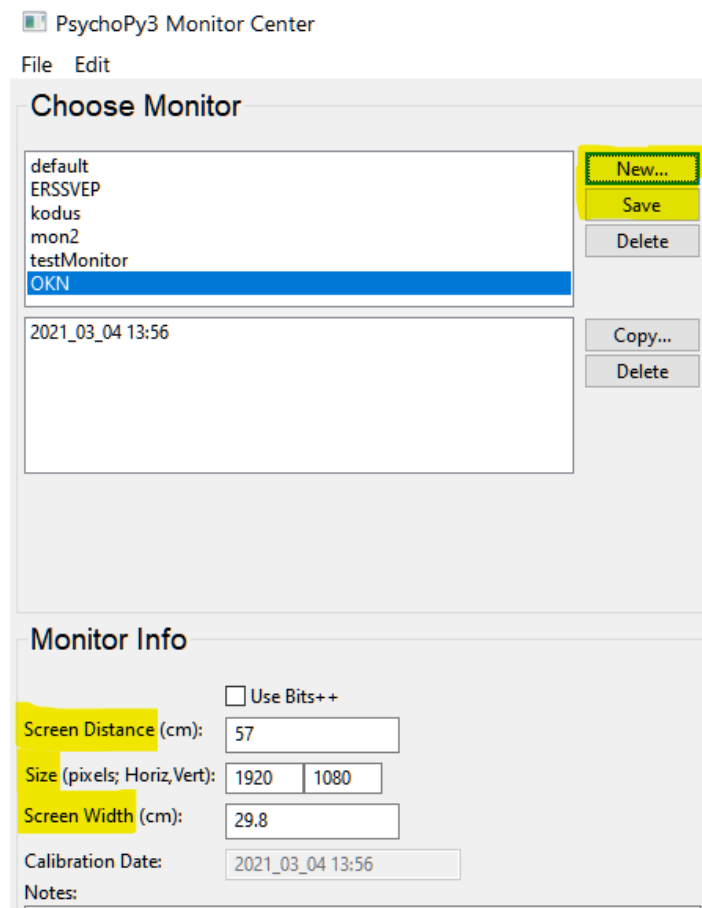 PsychoPy3 Monitor Center
File Edit
Choose Monitor
default
ERSSVEP
kodus
mon2
testMonitor
OKN
New...
Save
Delete
2021_03_04 13:56
Copy...
Delete
Monitor Info
Use Bits++
Screen Distance (cm): 57
Size (pixels; Horiz,Vert): 1920 1080
Screen Width (cm): 29.8
Calibration Date: 2021_03_04 13:56
Notes: